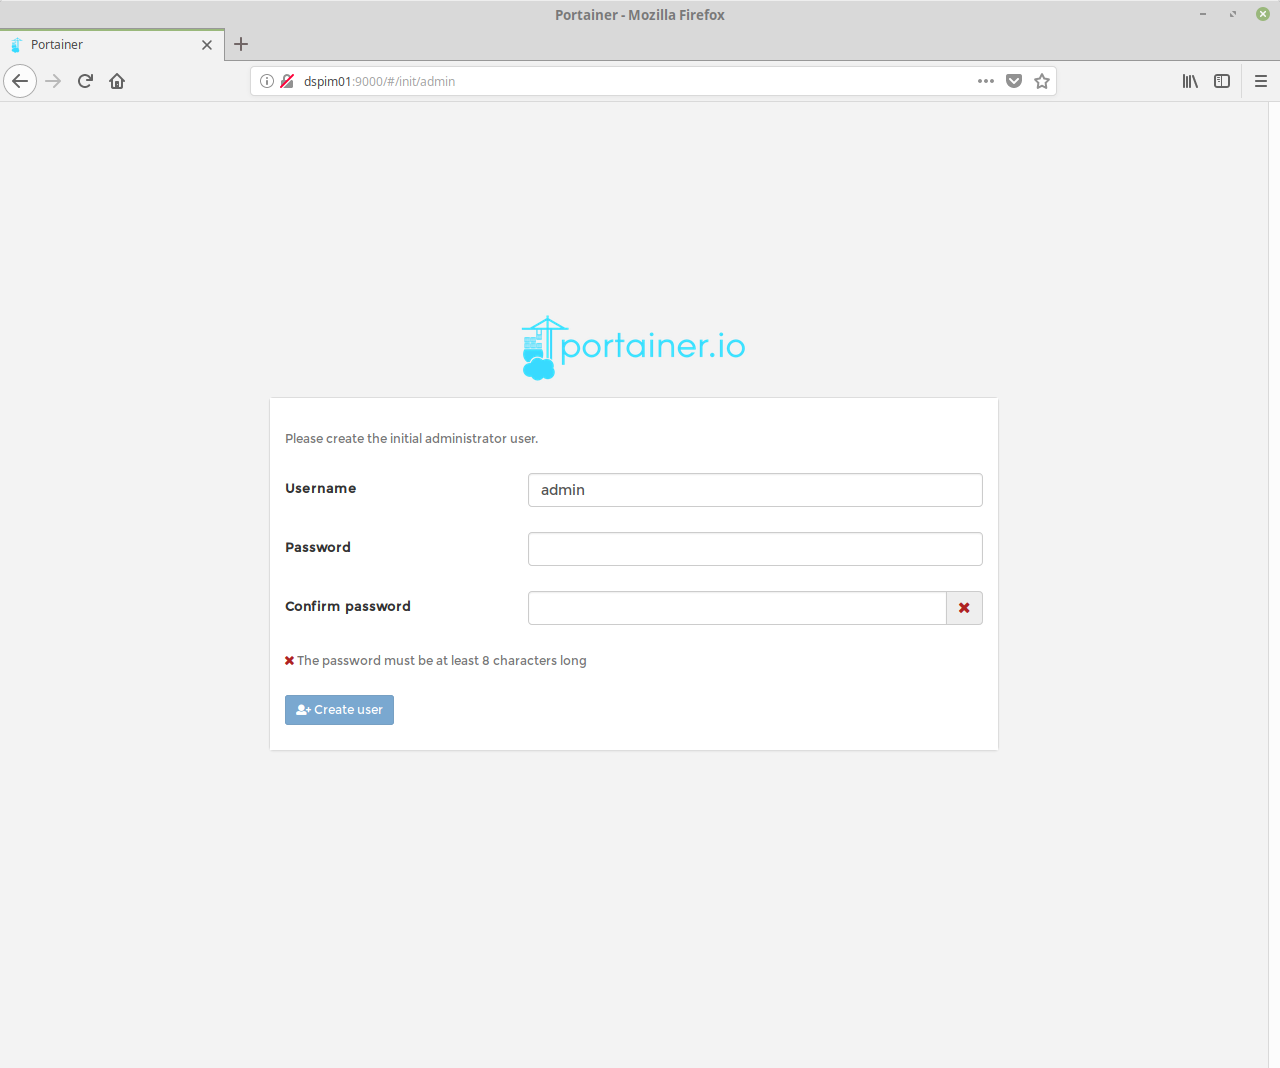 Portainer - Mozilla Firefox
Portainer
dspim01:9000/#/init/admin
portainer.io
Please create the initial administrator user.
Username
admin
Password
Confirm password
The password must be at least 8 characters long
Create user